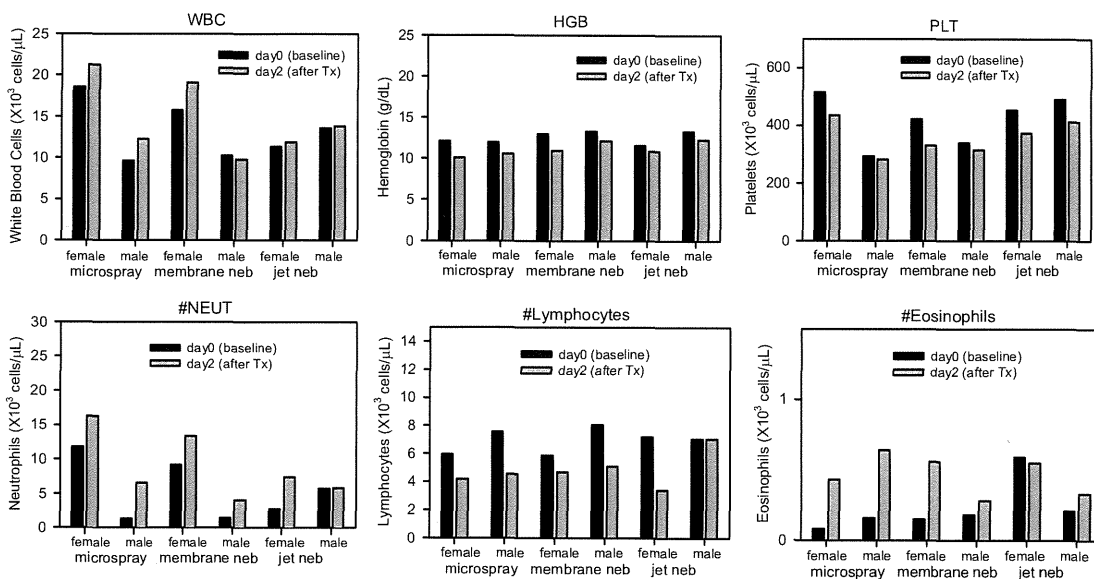 WBC
White Blood Cells (X10³ cells/μL)
25
20
15
10
5
0
day0 (baseline)
day2 (after Tx)
female male female male female male
microspray membrane neb jet neb
HGB
Hemoglobin (g/dL)
25
20
15
10
5
0
day0 (baseline)
day2 (after Tx)
female male female male female male
microspray membrane neb jet neb
PLT
Platelets (X10³ cells/μL)
600
400
200
0
day0 (baseline)
day2 (after Tx)
female male female male female male
microspray membrane neb jet neb
#NEUT
Neutrophils (X10³ cells/μL)
30
25
20
15
10
5
0
day0 (baseline)
day2 (after Tx)
female male female male female male
microspray membrane neb jet neb
#Lymphocytes
Lymphocytes (X10³ cells/μL)
14
12
10
8
6
4
2
0
day0 (baseline)
day2 (after Tx)
female male female male female male
microspray membrane neb jet neb
#Eosinophils
Eosinophils (X10³ cells/μL)
1
0
day0 (baseline)
day2 (after Tx)
female male female male female male
microspray membrane neb jet neb